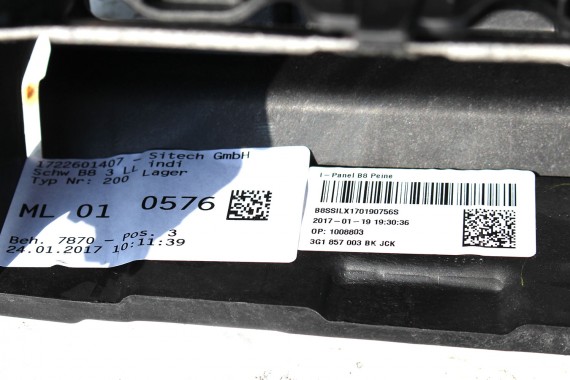 1722601407 - Sitech GmbH
Schw B8 3 LL indi
Typ Nr: 200 Lager
ML 01 0576
Beh. 7870 - pos. 3
24.01.2017 10:11:39
I-Panel B8 Peine
B8SSILX170190756S
2017-01-19 19:30:36
OP: 1008803
3G1 857 003 BK JCK